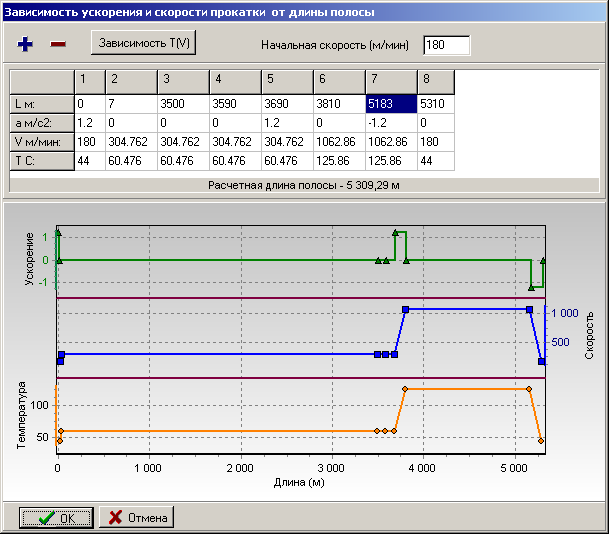 Зависимость ускорения и скорости прокатки от длины полосы
Зависимость T(V)
Начальная скорость (м/мин) 180
1 2 3 4 5 6 7 8
L м: 0 7 3500 3590 3690 3810 5183 5310
a м/с2: 1.2 0 0 0 1.2 0 -1.2 0
V м/мин: 180 304.762 304.762 304.762 304.762 1062.86 1062.86 180
T C: 44 60.476 60.476 60.476 60.476 125.86 125.86 44
Расчетная длина полосы - 5 309,29 м
Ускорение
1
0
-1
1 000
500
Скорость
Температура
100
50
0 1 000 2 000 3 000 4 000 5 000
Длина (м)
OK Отмена